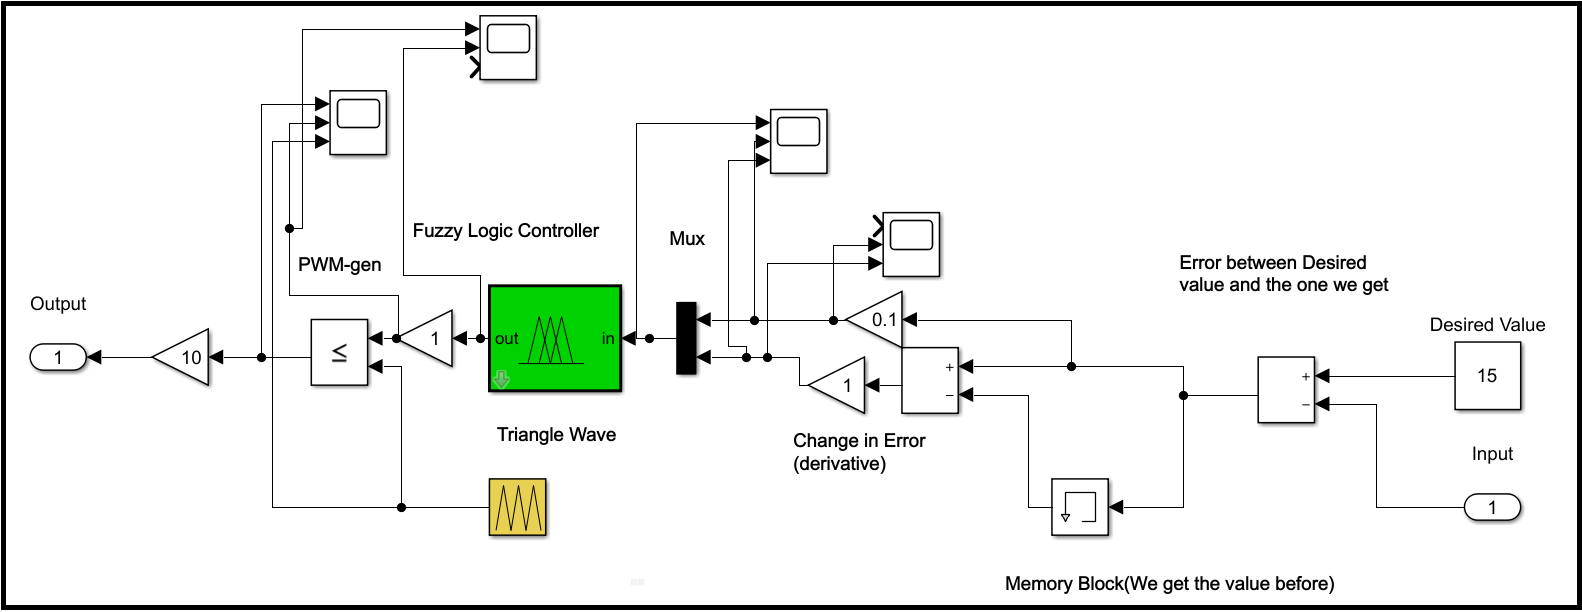 Fuzzy Logic Controller
Mux
PWM-gen
Error between Desired
value and the one we get
Output
Desired Value
0.1
1
out
in
≤
1
10
+
−
1
+
−
15
1
Triangle Wave
Change in Error
(derivative)
Input
1
Memory Block(We get the value before)